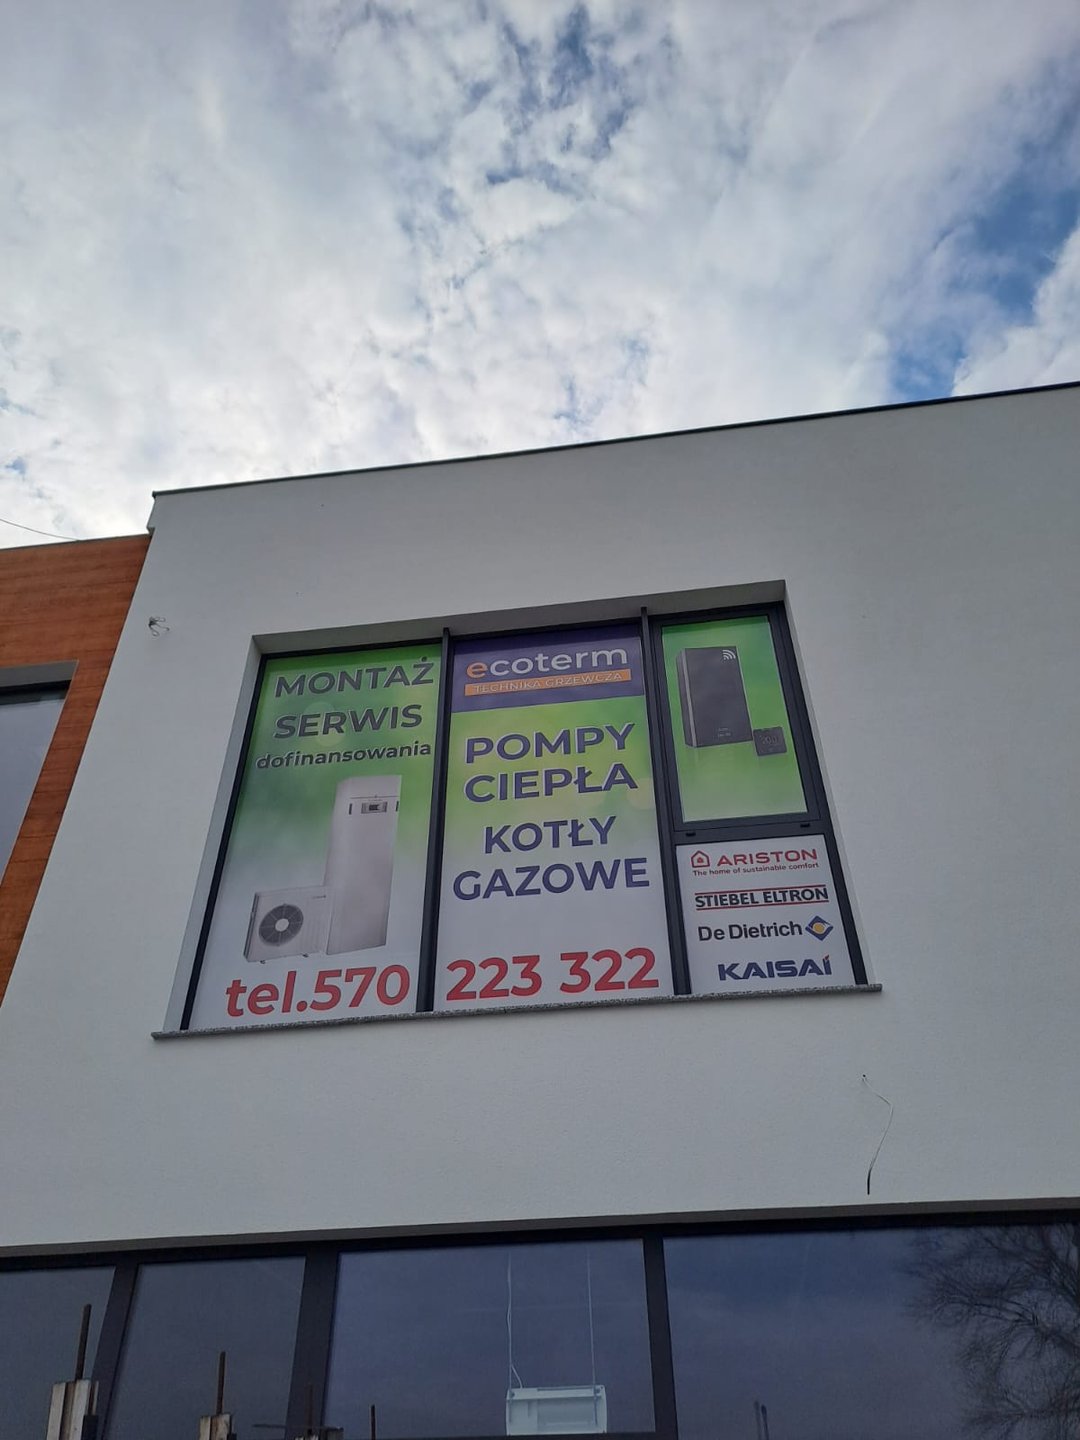 MONTAŻ
SERWIS
dofinansowania
ecoterm
TECHNIKA GRZEWCZA
POMPY
CIEPŁA
KOTŁY
GAZOWE
tel.570 223 322
ARISTON
The home of sustainable comfort
STIEBEL ELTRON
De Dietrich
KAISAI